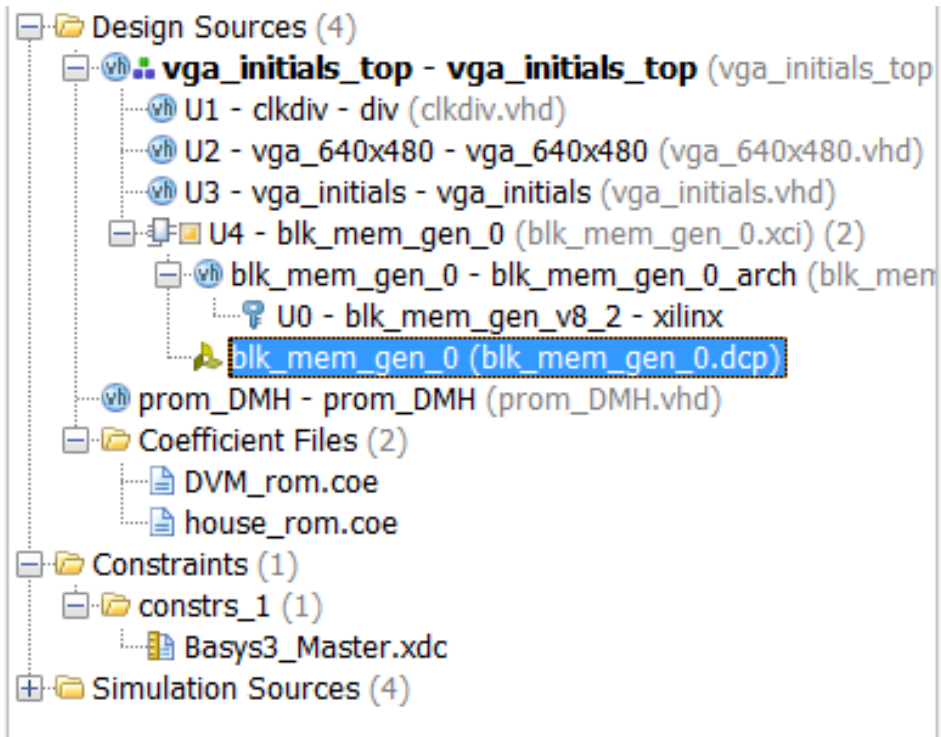 Design Sources (4)
vga_initials_top - vga_initials_top (vga_initials_top
U1 - clkdiv - div (clkdiv.vhd)
U2 - vga_640x480 - vga_640x480 (vga_640x480.vhd)
U3 - vga_initials - vga_initials (vga_initials.vhd)
U4 - blk_mem_gen_0 (blk_mem_gen_0.xci) (2)
blk_mem_gen_0 - blk_mem_gen_0_arch (blk_mem
U0 - blk_mem_gen_v8_2 - xilinx
blk_mem_gen_0 (blk_mem_gen_0.dcp)
prom_DMH - prom_DMH (prom_DMH.vhd)
Coefficient Files (2)
DVM_rom.coe
house_rom.coe
Constraints (1)
constrs_1 (1)
Basys3_Master.xdc
Simulation Sources (4)